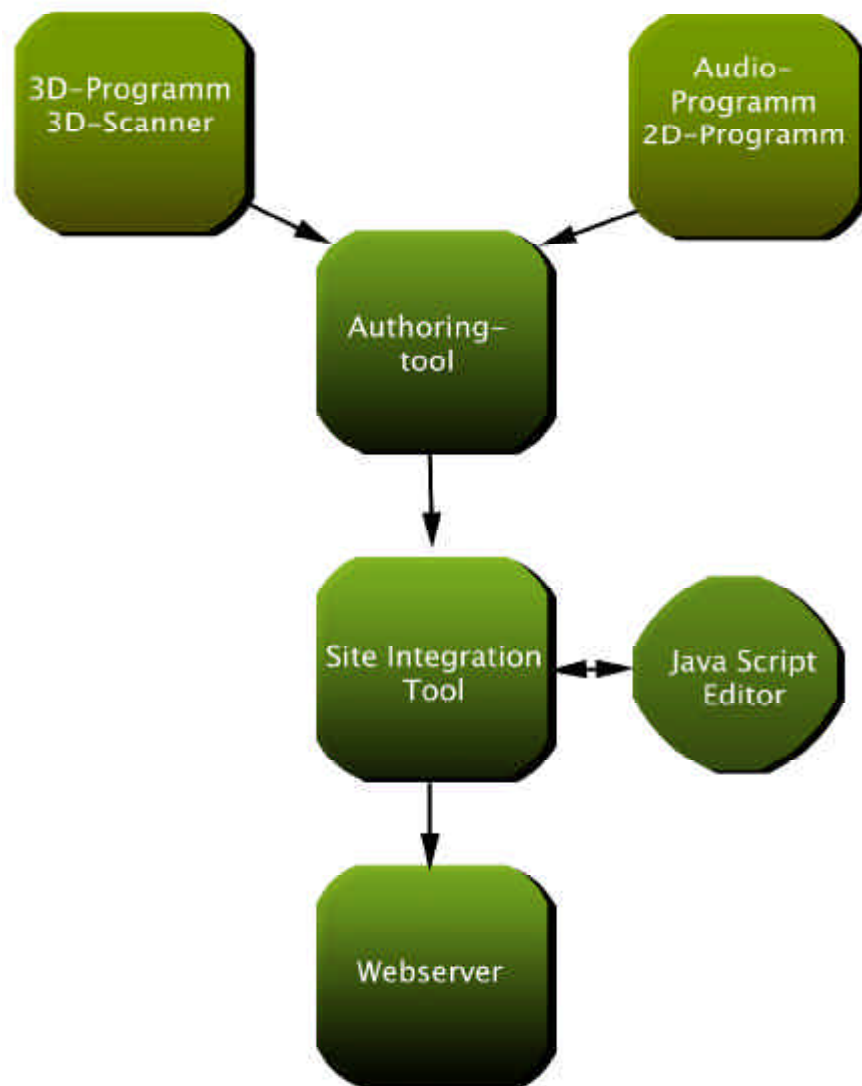 3D-Programm
3D-Scanner
Audio-
Programm
2D-Programm
Authoring-
tool
Site Integration
Tool
Java Script
Editor
Webserver